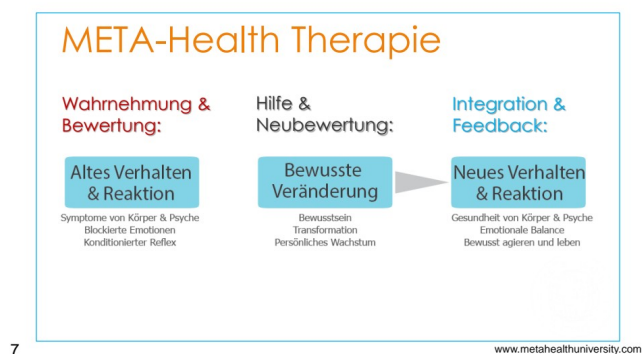 META-Health Therapie
Wahrnehmung &
Bewertung:
Altes Verhalten
& Reaktion
Symptome von Körper & Psyche
Blockierte Emotionen
Konditionierter Reflex
Hilfe &
Neubewertung:
Bewusste
Veränderung
Bewusstsein
Transformation
Persönliches Wachstum
Integration &
Feedback:
Neues Verhalten
& Reaktion
Gesundheit von Körper & Psyche
Emotionale Balance
Bewusst agieren und leben
7
www.metahealthuniversity.com